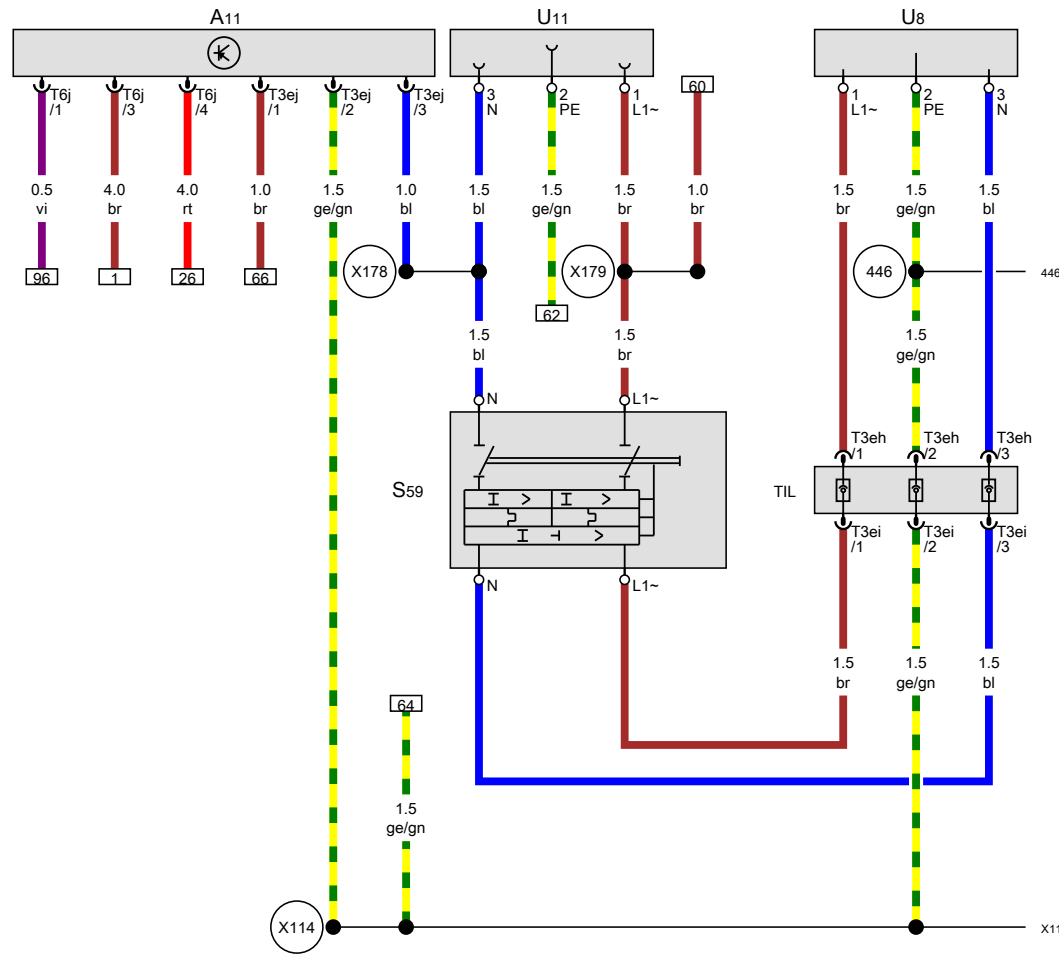 A11 U11 U8
T6j /1
T6j /3
T6j /4
T3ej /1
T3ej /2
T3ej /3
3 N
2 PE
1 L1~
60
1 L1~
2 PE
3 N
0.5 vi
4.0 br
4.0 rt
1.0 br
1.5 ge/gn
1.0 bl
1.5 bl
1.5 ge/gn
1.5 br
1.0 br
1.5 br
1.5 ge/gn
1.5 bl
96 1 26 66
X178 X179 446 446
62
1.5 bl
1.5 br
1.5 ge/gn
N L1~
T3eh /1
T3eh /2
T3eh /3
S59 TIL
T3ei /1
T3ei /2
T3ei /3
N L1~
1.5 br
1.5 ge/gn
1.5 bl
64
1.5 ge/gn
X114 X11